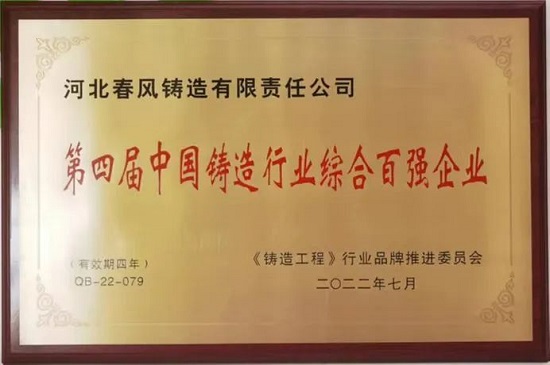 河北春风铸造有限责任公司
第四届中国铸造行业综合百强企业
（有效期四年）
QB-22-079
《铸造工程》行业品牌推进委员会
二〇二二年七月